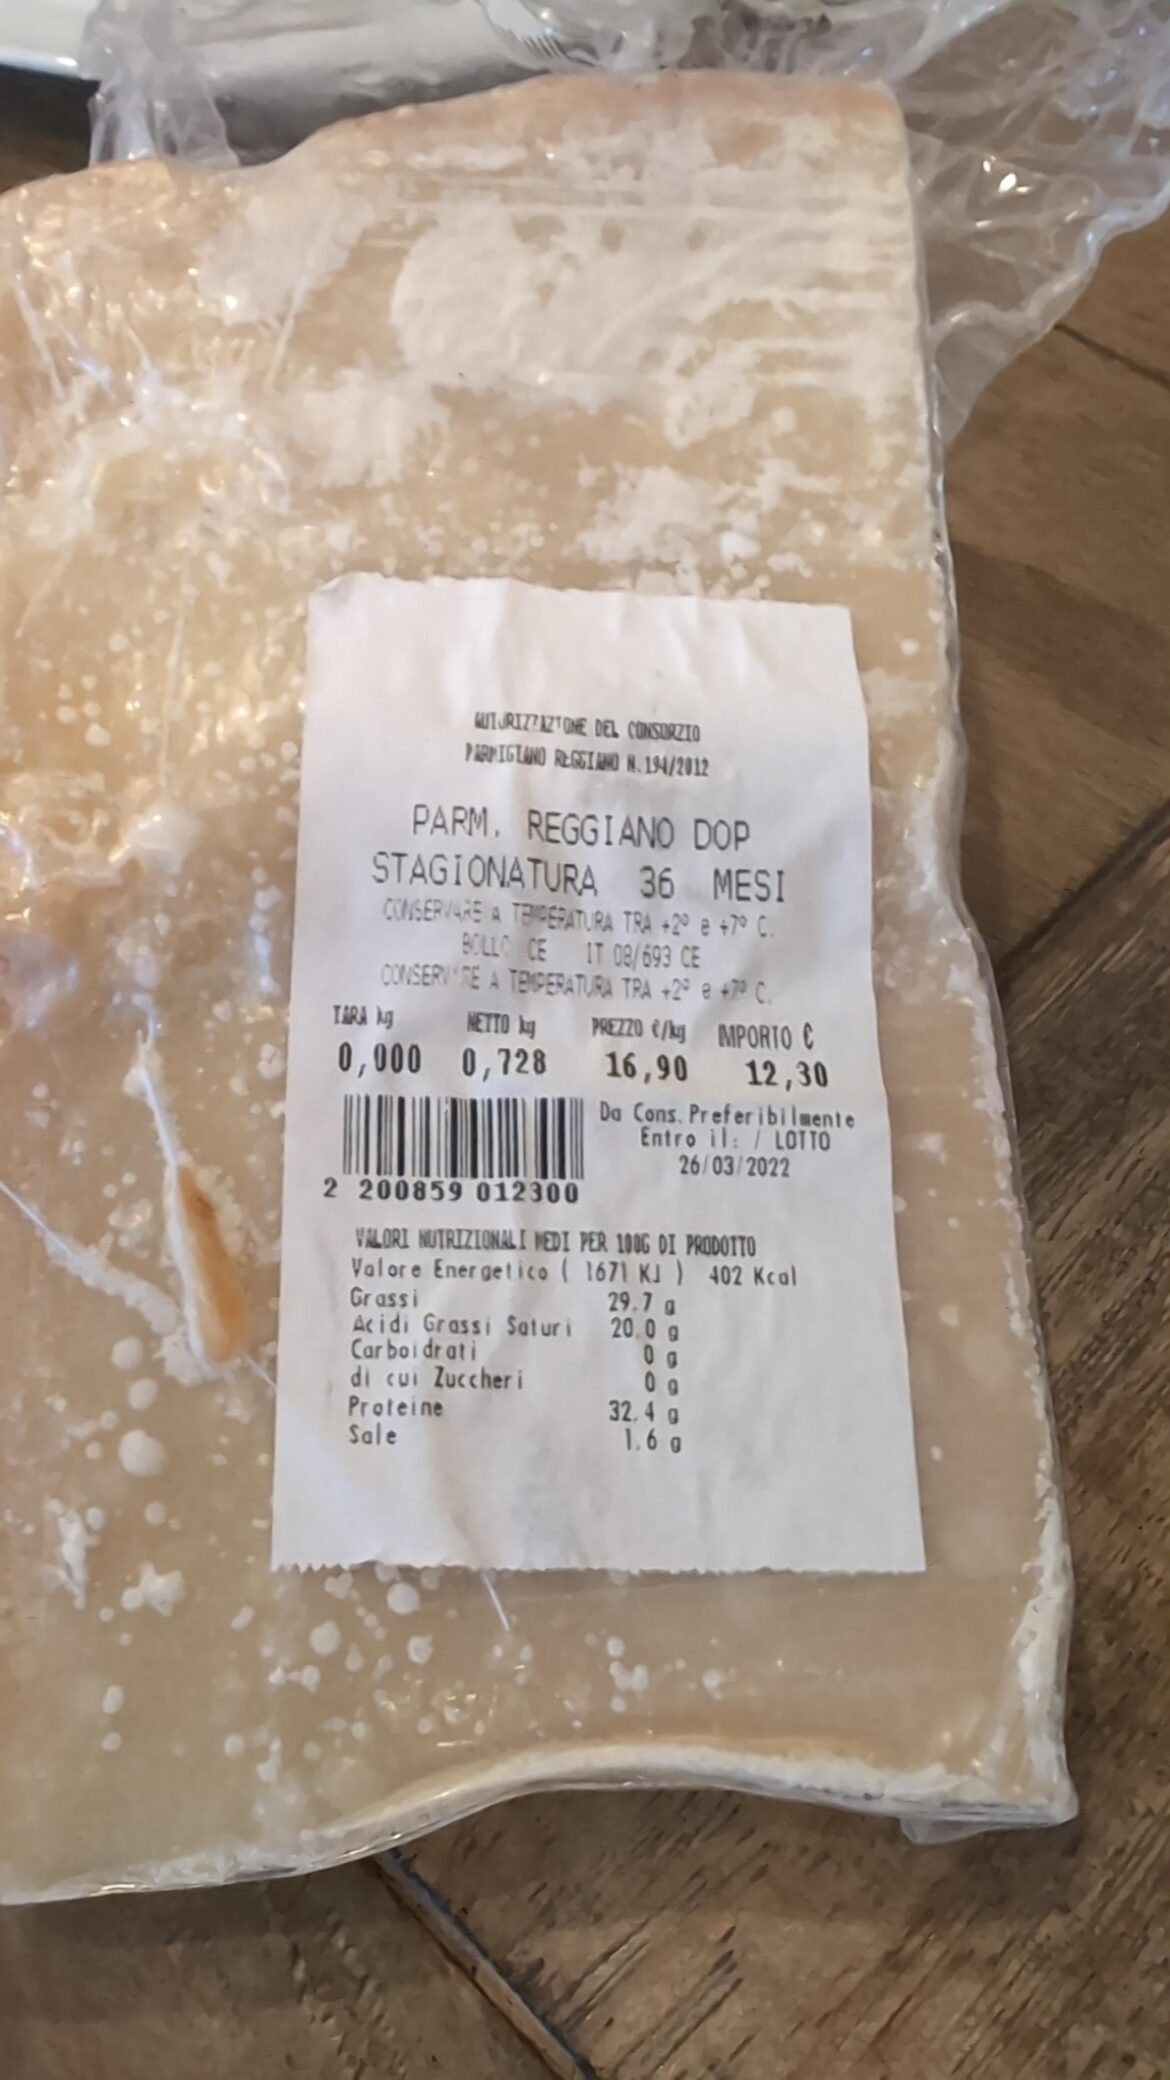 AUTORIZZAZIONE DEL CONSORZIO
PARMIGIANO REGGIANO N.194/2012
PARM. REGGIANO DOP
STAGIONATURA 36 MESI
CONSERVARE A TEMPERATURA TRA +2° e +7° C.
BOLLO CE IT 08/693 CE
CONSERVARE A TEMPERATURA TRA +2° e +7° C.
TARA kg NETTO kg PREZZO €/kg IMPORTO €
0,000 0,728 16,90 12,30
Da Cons. Preferibilmente
Entro il: / LOTTO
26/03/2022
2 200859 012300
VALORI NUTRIZIONALI MEDI PER 100G DI PRODOTTO
Valore Energetico ( 1671 KJ ) 402 Kcal
Grassi 29.7 g
Acidi Grassi Saturi 20.0 g
Carboidrati 0 g
di cui Zuccheri 0 g
Proteine 32.4 g
Sale 1.6 g